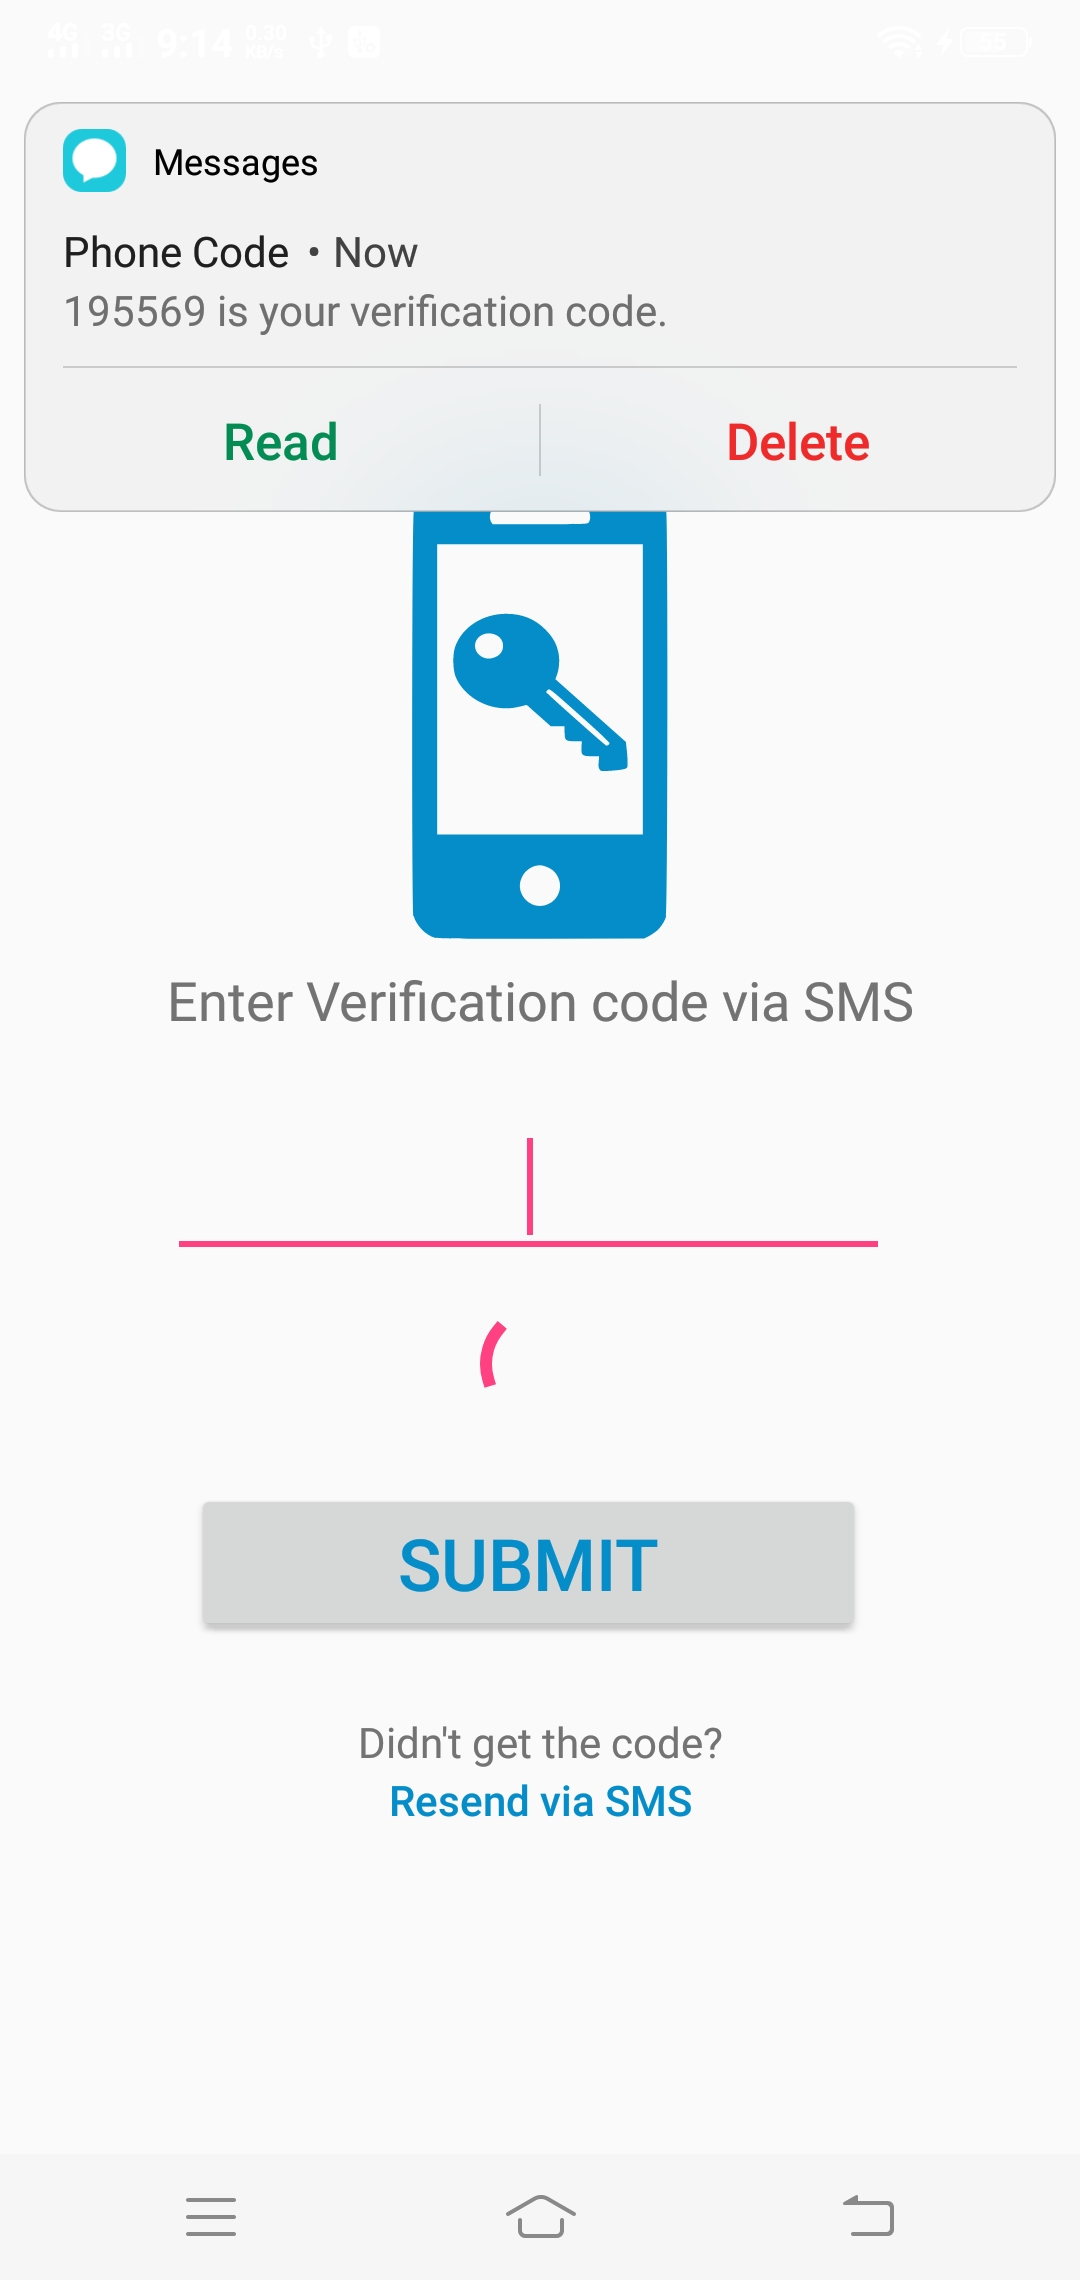 4G 3G 9:14 0.30 KB/s 55
Messages
Phone Code • Now
195569 is your verification code.
Read Delete
Enter Verification code via SMS
SUBMIT
Didn't get the code?
Resend via SMS